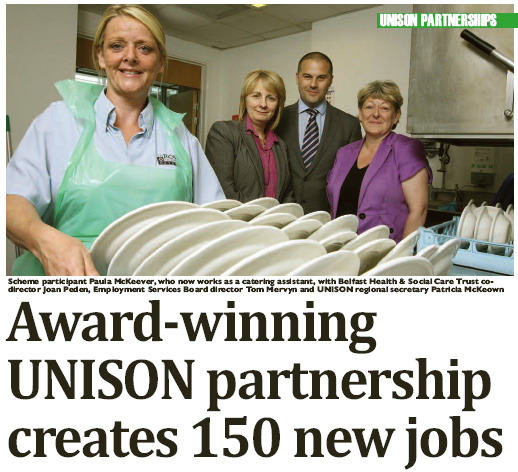 UNISON PARTNERSHIPS
Scheme participant Paula McKeever, who now works as a catering assistant, with Belfast Health & Social Care Trust co-
director Joan Peden, Employment Services Board director Tom Mervyn and UNISON regional secretary Patricia McKeown
Award-winning
UNISON partnership
creates 150 new jobs